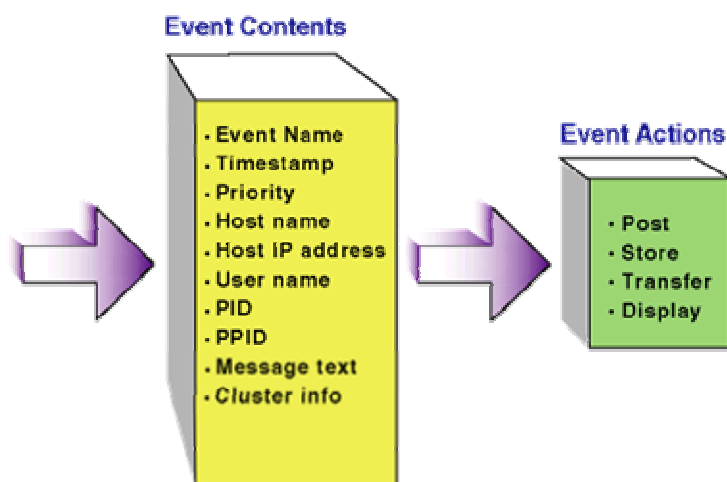 Event Contents
· Event Name
· Timestamp
· Priority
· Host name
· Host IP address
· User name
· PID
· PPID
· Message text
· Cluster info
Event Actions
· Post
· Store
· Transfer
· Display